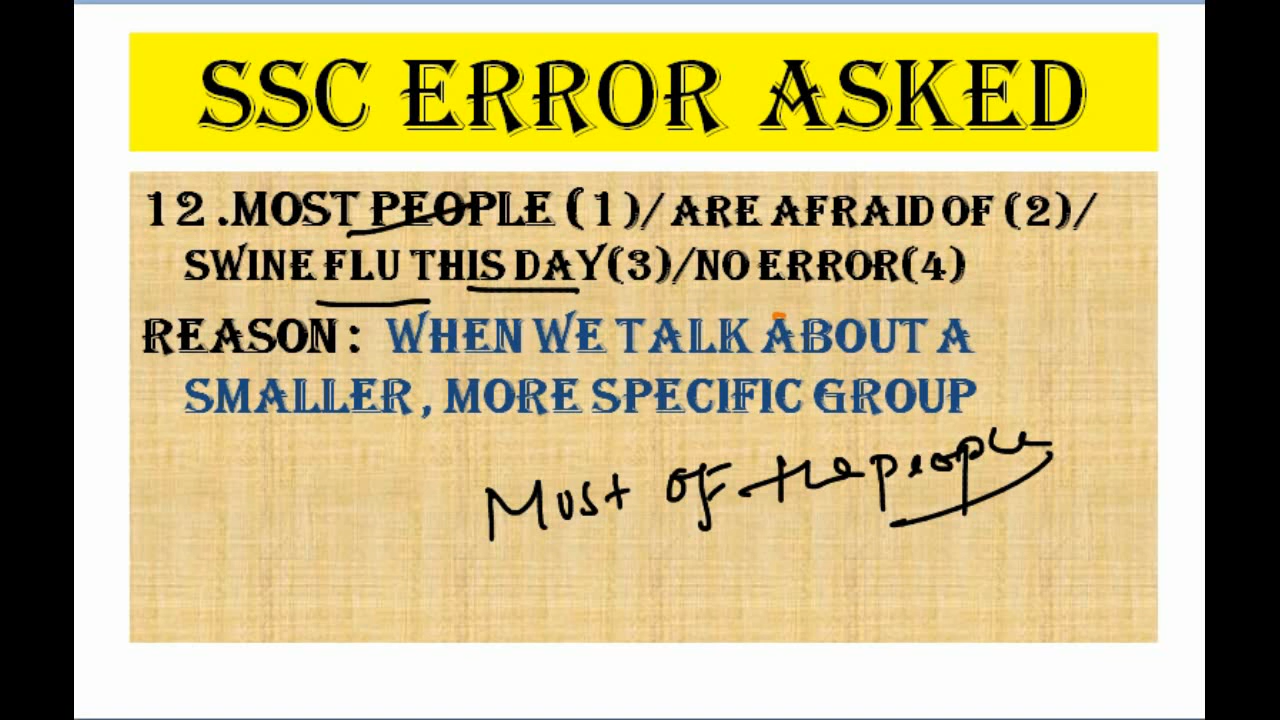 SSC ERROR ASKED
12.MOST PEOPLE (1)/ ARE AFRAID OF (2)/
SWINE FLU THIS DAY(3)/NO ERROR(4)
REASON: WHEN WE TALK ABOUT A
SMALLER, MORE SPECIFIC GROUP
Most of the people